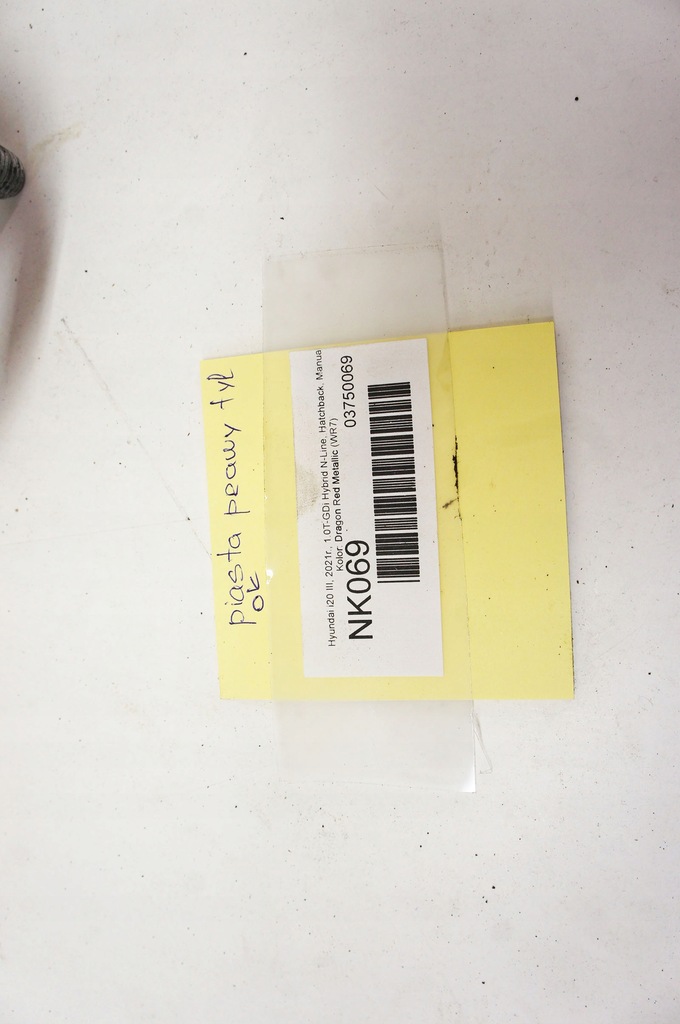 piasta prawy tył
ok
Hyundai i20 III, 2021r., 1.0T-GDi Hybrid N-Line, Hatchback, Manua
Kolor: Dragon Red Metallic (WR7)
NK069
03750069